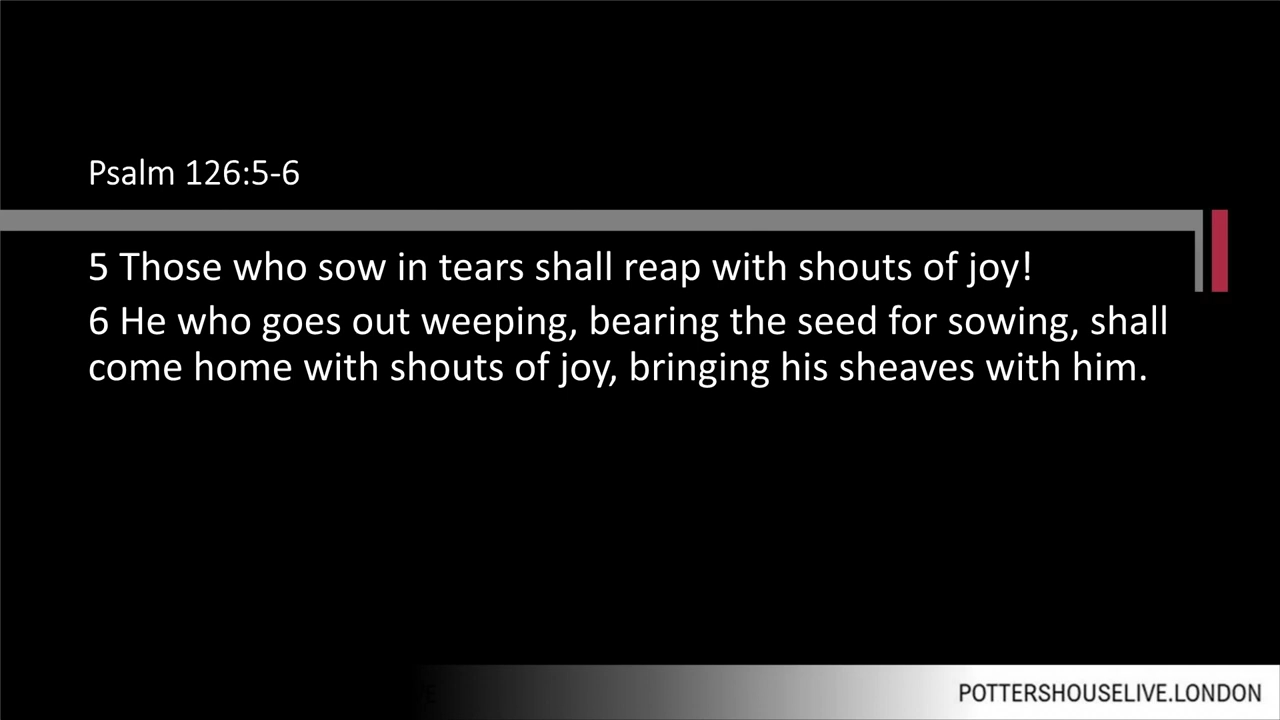 Psalm 126:5-6
5 Those who sow in tears shall reap with shouts of joy!
6 He who goes out weeping, bearing the seed for sowing, shall
come home with shouts of joy, bringing his sheaves with him.
POTTERSHOUSELIVE.LONDON